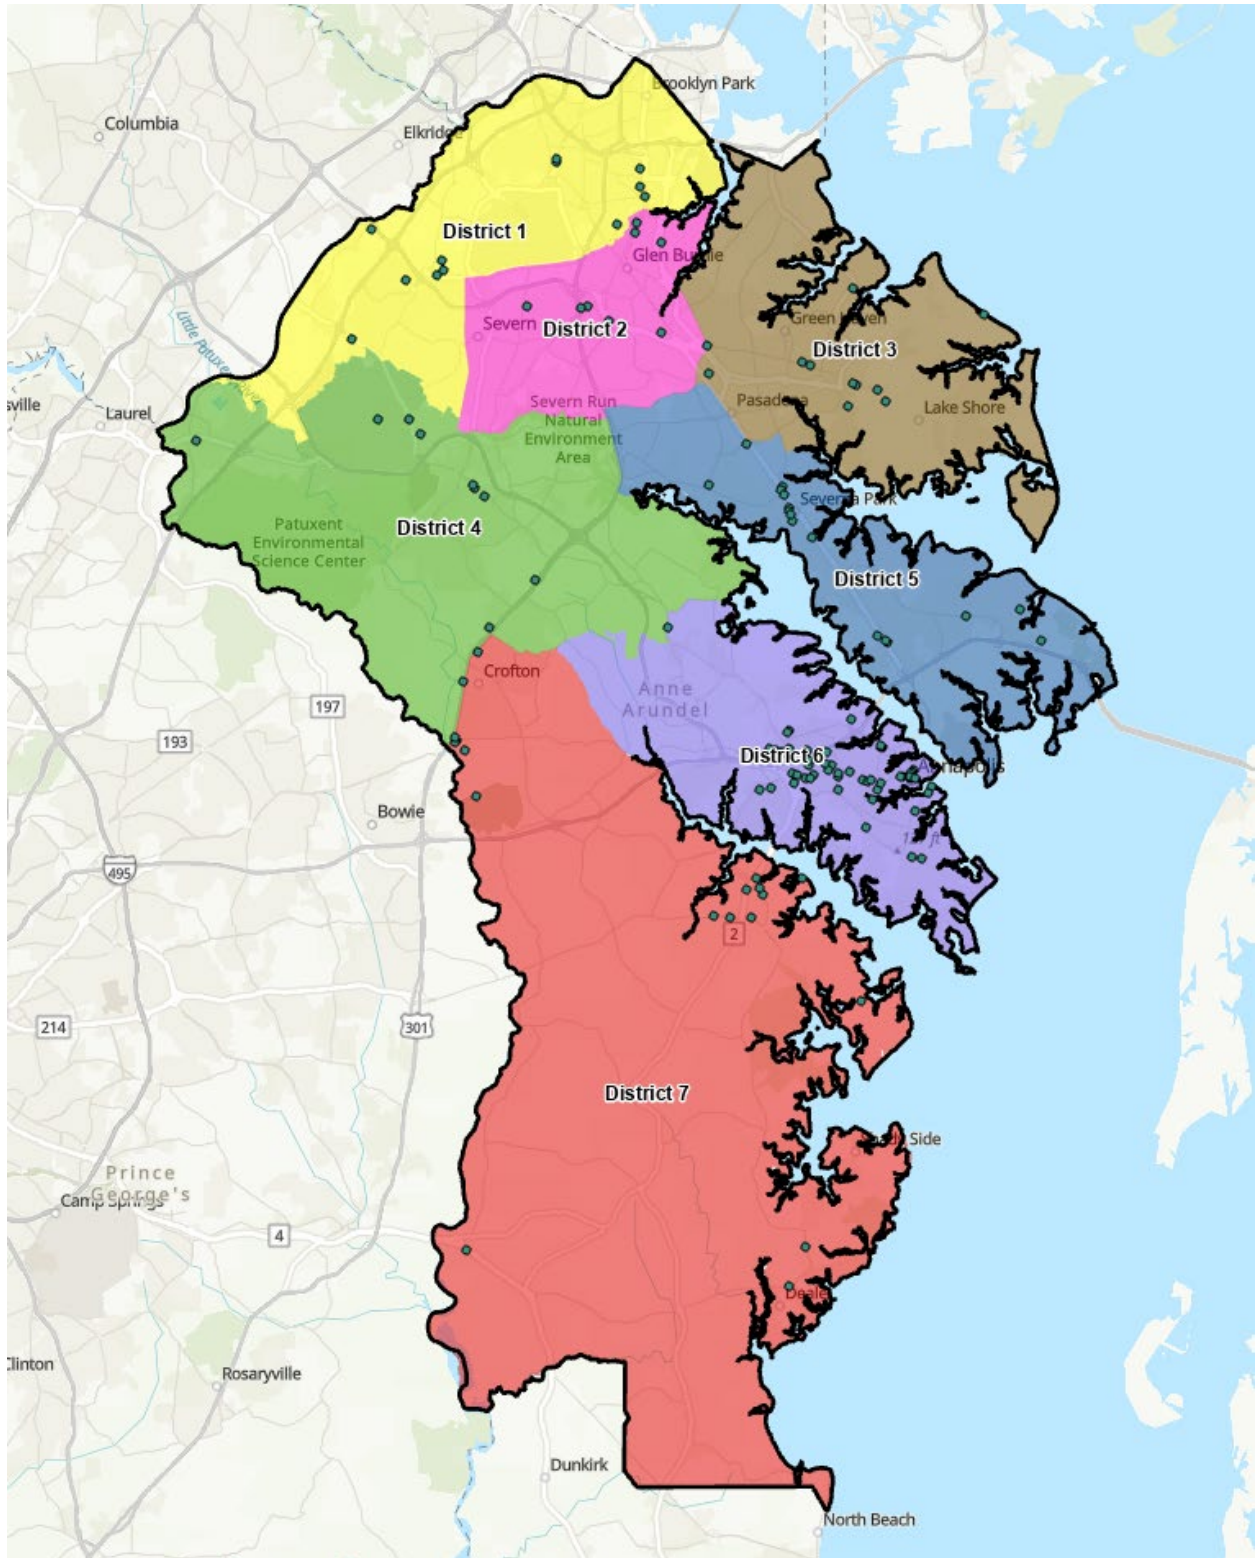 Brooklyn Park
Columbia
Elkridge
District 1
Glen Burnie
Little Patuxent River
Severn
District 2
Green Haven
District 3
Laurel
sville
Severn Run
Natural
Environment
Area
Pasadena
Lake Shore
Severna Park
District 4
Patuxent
Environmental
Science Center
District 5
Crofton
Anne
Arundel
197
193
District 6
Annapolis
Bowie
495
2
214
301
District 7
Shady Side
Prince
George's
Camp Springs
4
Deale
Clinton
Rosaryville
Dunkirk
North Beach